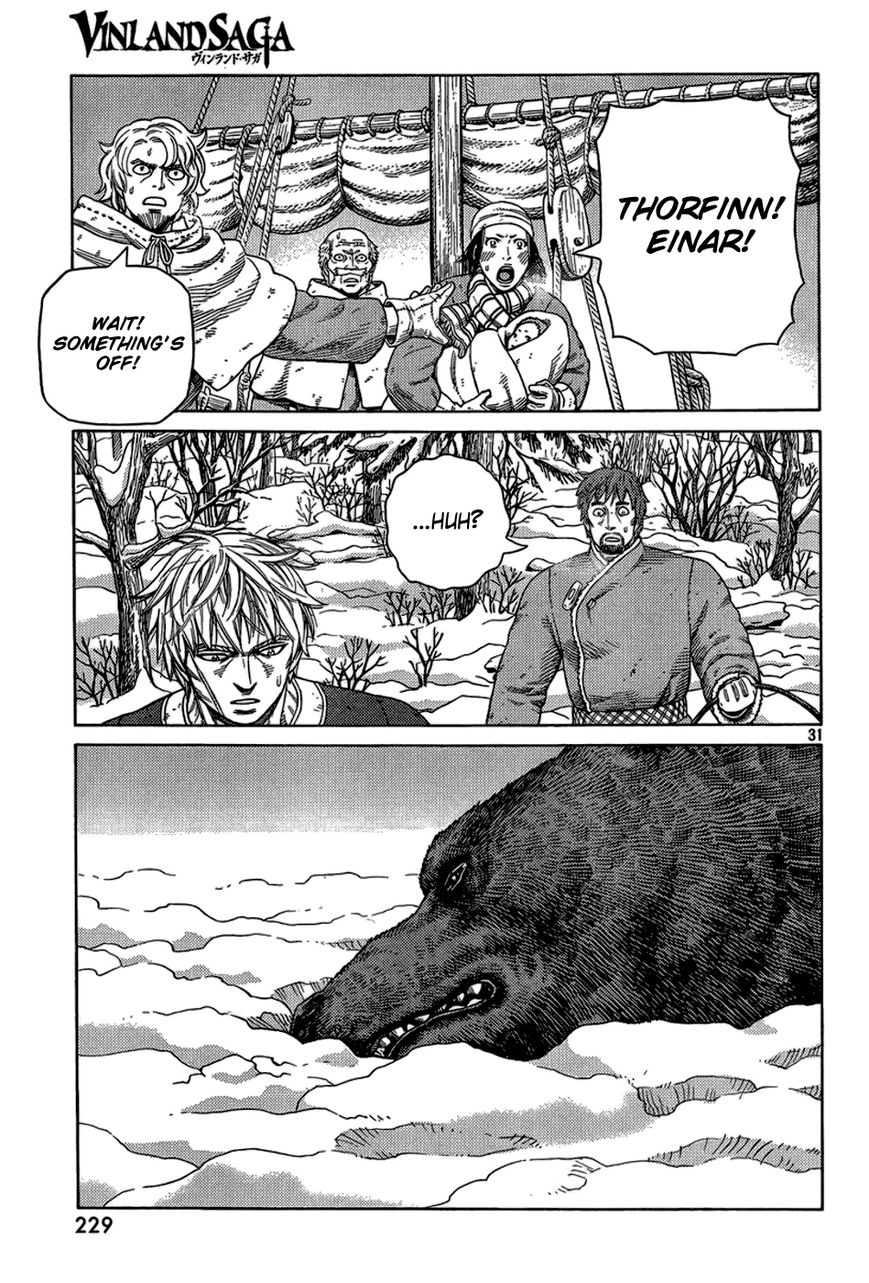 VINLAND SAGA
ヴィンランド・サガ
THORFINN!
EINAR!
WAIT!
SOMETHING'S
OFF!
...HUH?
31
229